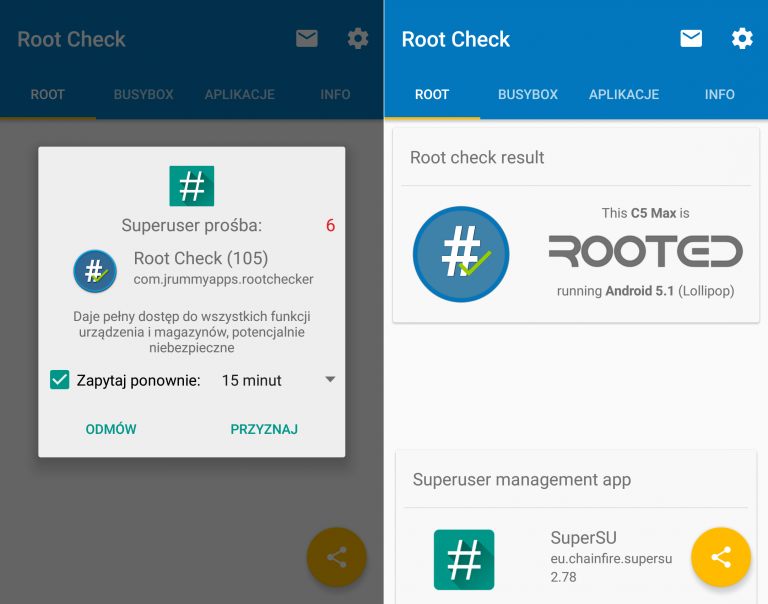 Root Check
ROOT
BUSYBOX
APLIKACJE
INFO
#
Superuser prośba:
6
#
Root Check (105)
com.jrummyapps.rootchecker
Daje pełny dostęp do wszystkich funkcji
urządzenia i magazynów, potencjalnie
niebezpieczne
Zapytaj ponownie:
15 minut
ODMÓW
PRZYZNAJ
Root Check
ROOT
BUSYBOX
APLIKACJE
INFO
Root check result
#
This C5 Max is
ROOTED
running Android 5.1 (Lollipop)
Superuser management app
#
SuperSU
eu.chainfire.supersu
2.78